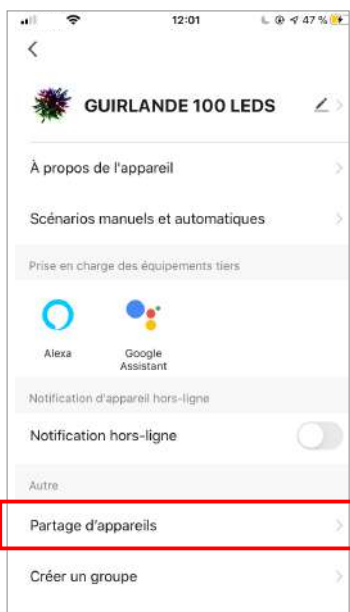 12:01
47 %
GUIRLANDE 100 LEDS
À propos de l'appareil
Scénarios manuels et automatiques
Prise en charge des équipements tiers
Alexa
Google
Assistant
Notification d'appareil hors-ligne
Notification hors-ligne
Autre
Partage d'appareils
Créer un groupe